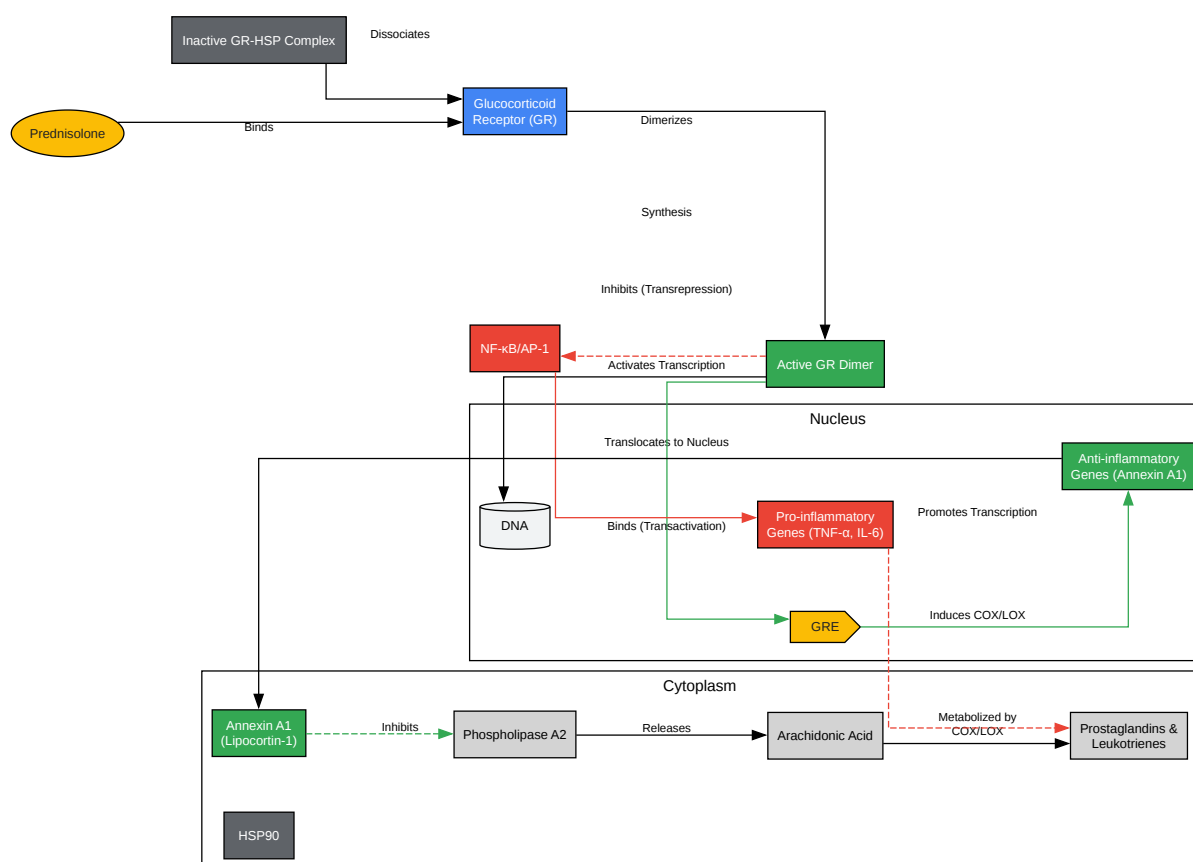 Inactive GR-HSP Complex
Dissociates
Glucocorticoid
Receptor (GR)
Dimerizes
Prednisolone
Binds
Synthesis
Inhibits (Transrepression)
NF-κB/AP-1
Activates Transcription
Active GR Dimer
Nucleus
Translocates to Nucleus
Anti-inflammatory
Genes (Annexin A1)
DNA
Binds (Transactivation)
Pro-inflammatory
Genes (TNF-α, IL-6)
Promotes Transcription
GRE
Induces COX/LOX
Cytoplasm
Annexin A1
(Lipocortin-1)
Inhibits
Phospholipase A2
Releases
Arachidonic Acid
Metabolized by
COX/LOX
Prostaglandins &
Leukotrienes
HSP90